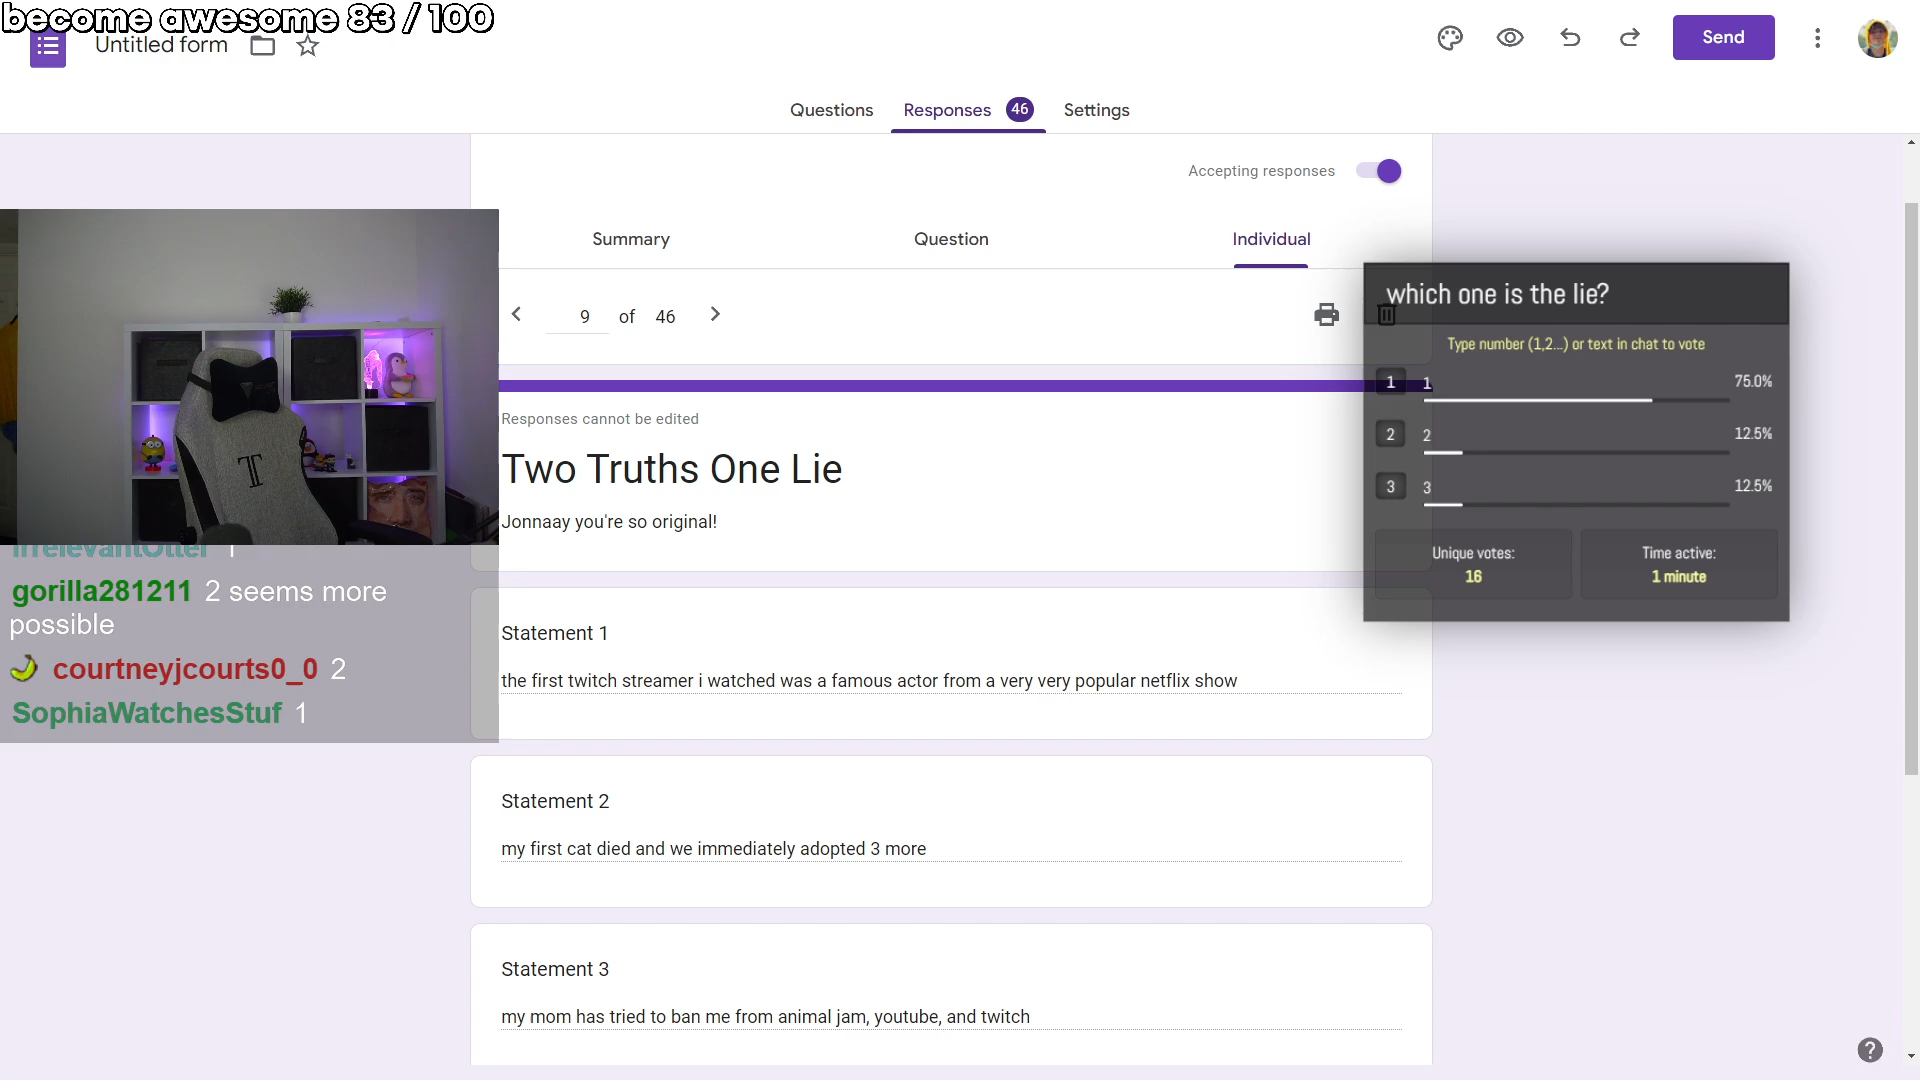 become awesome 83 / 100
Untitled form
Send
Questions
Responses 46
Settings
Accepting responses
Summary
Question
Individual
9 of 46
Responses cannot be edited
Two Truths One Lie
Jonnaay you're so original!
Statement 1
the first twitch streamer i watched was a famous actor from a very very popular netflix show
Statement 2
my first cat died and we immediately adopted 3 more
Statement 3
my mom has tried to ban me from animal jam, youtube, and twitch
which one is the lie?
Type number (1,2...) or text in chat to vote
1 1 75.0%
2 2 12.5%
3 3 12.5%
Unique votes:
16
Time active:
1 minute
IrrelevantOtter 1
gorilla281211 2 seems more
possible
courtneyjcourts0_0 2
SophiaWatchesStuf 1